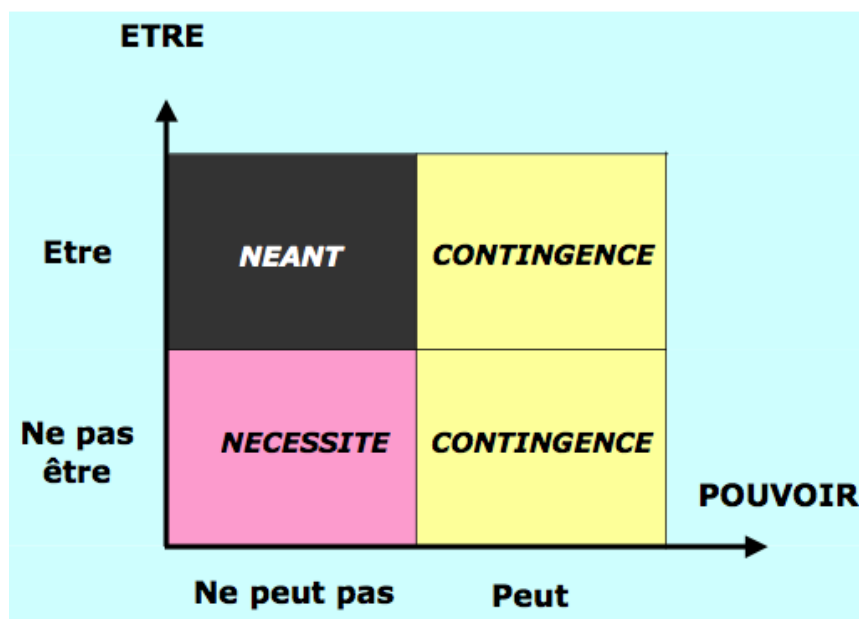 ETRE
Etre
NEANT
CONTINGENCE
Ne pas
être
NECESSITE
CONTINGENCE
POUVOIR
Ne peut pas
Peut